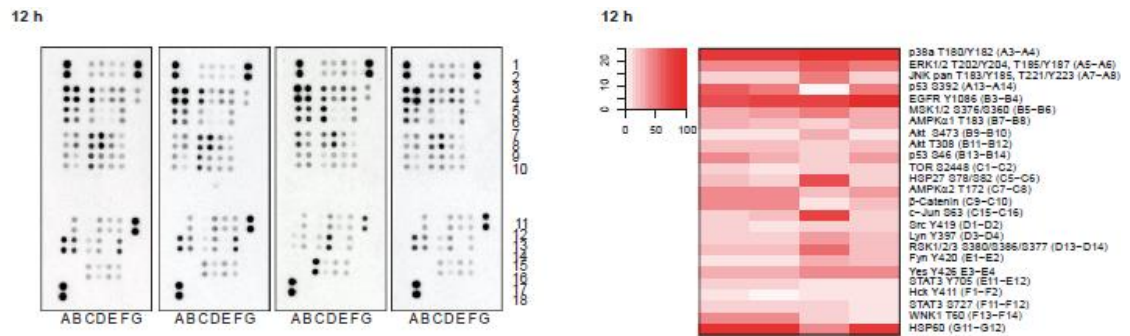 12 h
12 h
1
2
3
4
5
6
7
8
9
10
11
12
13
14
15
16
17
18
ABCDEFG ABCDEFG ABCDEFG ABCDEFG
0 10 20
0 50 100
p38a T180/Y182 (A3-A4)
ERK1/2 T202/Y204, T185/Y187 (A5-A6)
JNK pan T183/Y185, T221/Y223 (A7-A8)
p53 S392 (A13-A14)
EGFR Y1086 (B3-B4)
MSK1/2 S376/S360 (B5-B6)
AMPKα1 T183 (B7-B8)
Akt S473 (B9-B10)
Akt T308 (B11-B12)
p53 S46 (B13-B14)
TOR S2448 (C1-C2)
HSP27 S78/S82 (C5-C6)
AMPKα2 T172 (C7-C8)
β-Catenin (C9-C10)
c-Jun S63 (C15-C16)
Src Y419 (D1-D2)
Lyn Y397 (D3-D4)
RSK1/2/3 S380/S386/S377 (D13-D14)
Fyn Y420 (E1-E2)
Yes Y426 E3-E4
STAT3 Y705 (E11-E12)
Hck Y411 (F1-F2)
STAT3 S727 (F11-F12)
WNK1 T60 (F13-F14)
HSP60 (G11-G12)